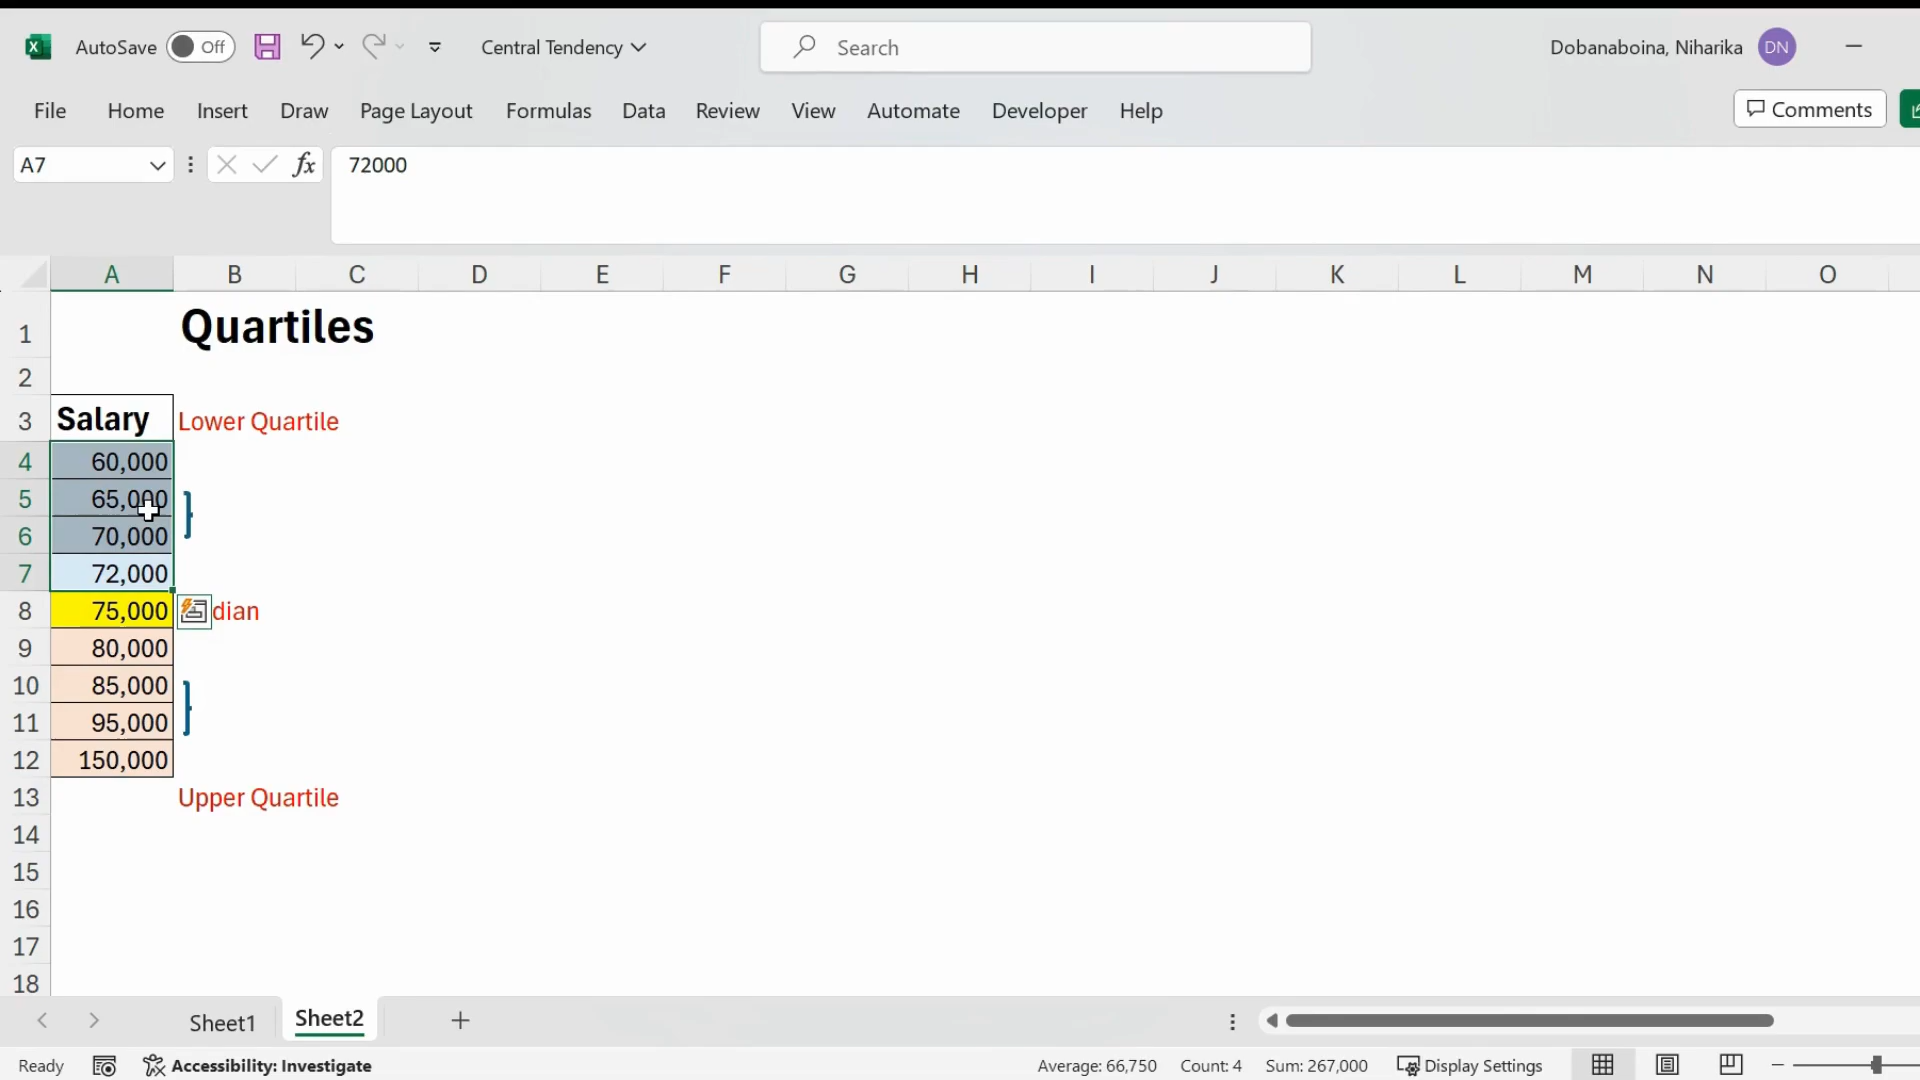 AutoSave Off Central Tendency Search Dobanaboina, Niharika DN
File Home Insert Draw Page Layout Formulas Data Review View Automate Developer Help Comments
A7 fx 72000
A B C D E F G H I J K L M N O
1 Quartiles
2
3 Salary Lower Quartile
4 60,000
5 65,000
6 70,000
7 72,000
8 75,000 dian
9 80,000
10 85,000
11 95,000
12 150,000
13 Upper Quartile
14
15
16
17
18
Sheet1 Sheet2
Ready Accessibility: Investigate Average: 66,750 Count: 4 Sum: 267,000 Display Settings